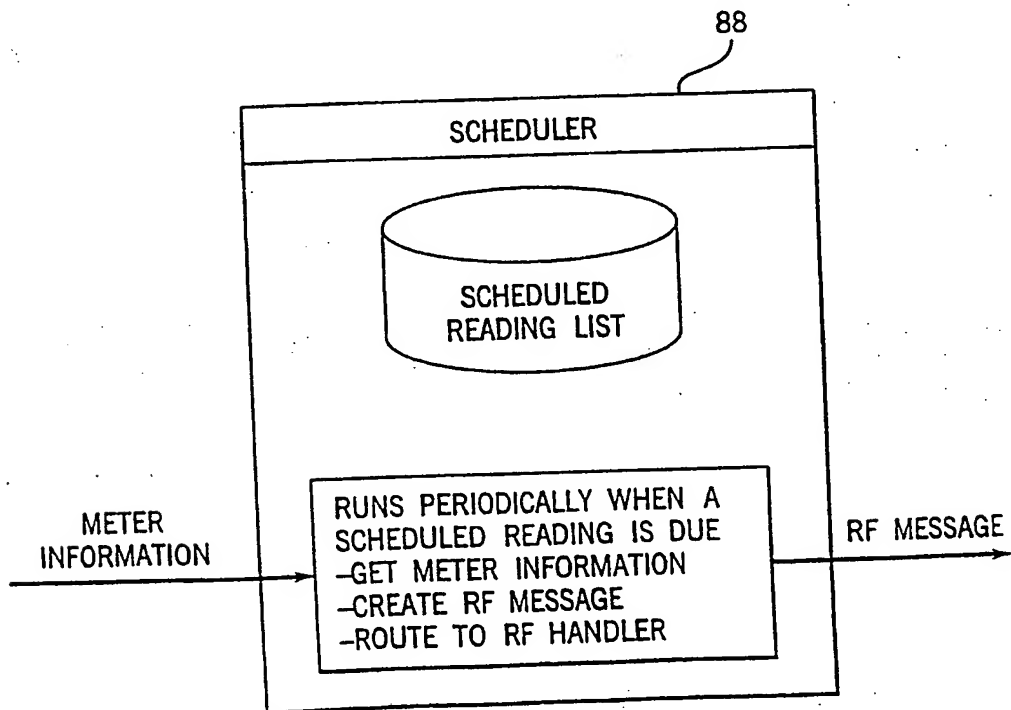 88
SCHEDULER
SCHEDULED
READING LIST
METER
INFORMATION
RUNS PERIODICALLY WHEN A
SCHEDULED READING IS DUE
–GET METER INFORMATION
–CREATE RF MESSAGE
–ROUTE TO RF HANDLER
RF MESSAGE